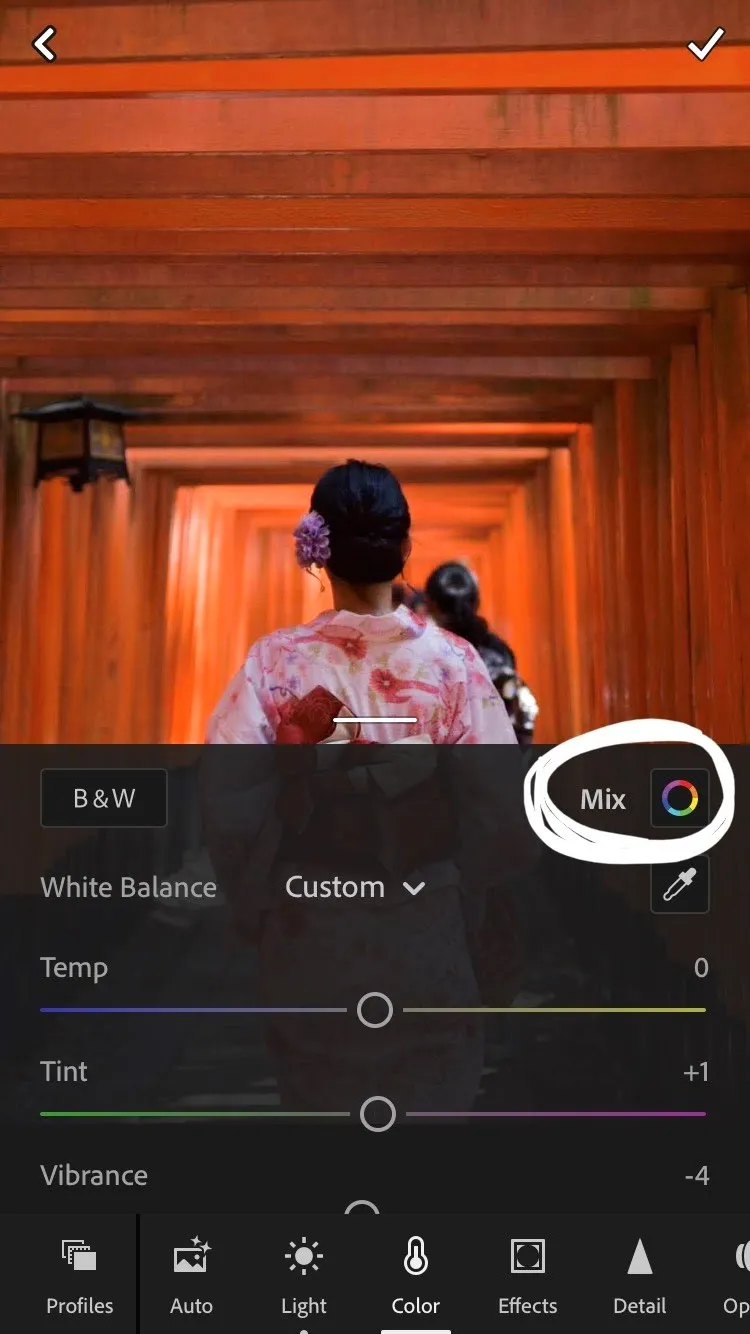 B&W
Mix
White Balance Custom
Temp 0
Tint +1
Vibrance -4
Profiles Auto Light Color Effects Detail Op